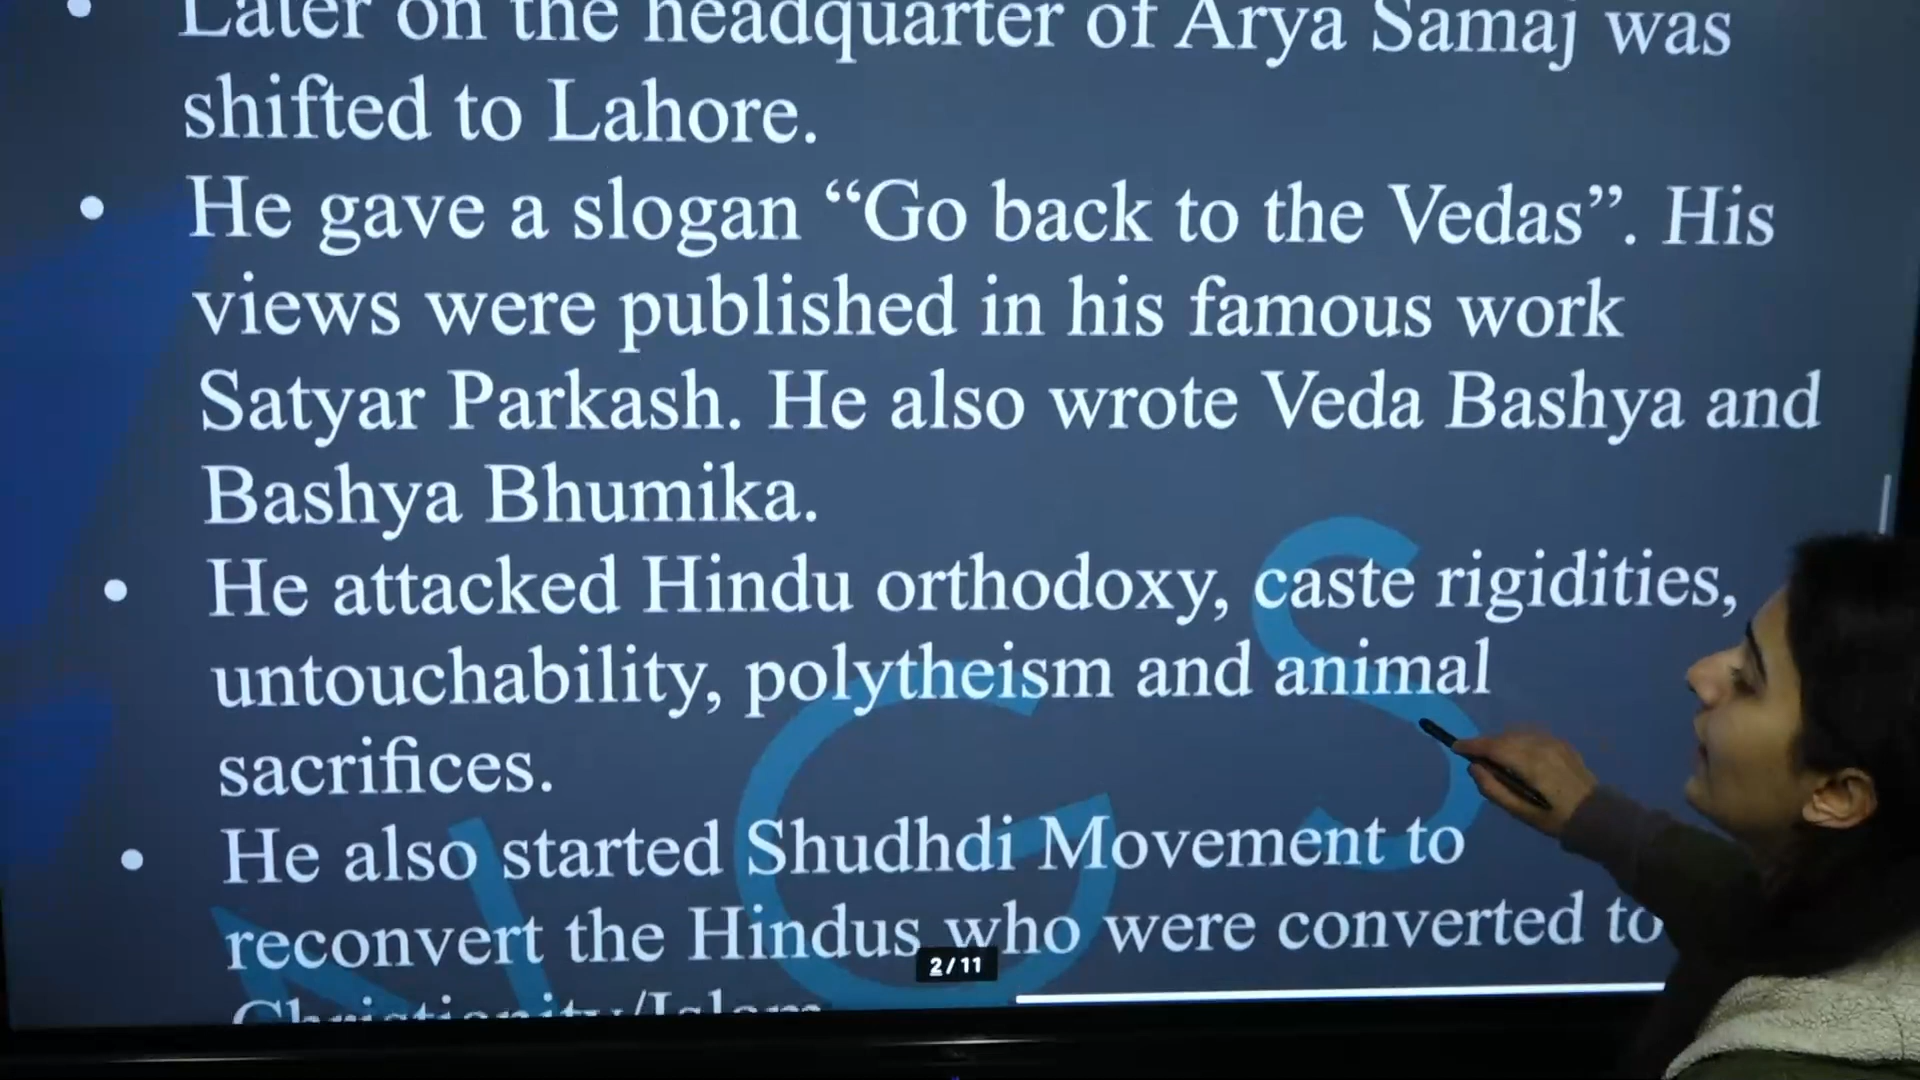 • Later on the headquarter of Arya Samaj was
shifted to Lahore.
• He gave a slogan “Go back to the Vedas”. His
views were published in his famous work
Satyar Parkash. He also wrote Veda Bashya and
Bashya Bhumika.
• He attacked Hindu orthodoxy, caste rigidities,
untouchability, polytheism and animal
sacrifices.
• He also started Shudhdi Movement to
reconvert the Hindus who were converted to
Christianity/Islam
2/11